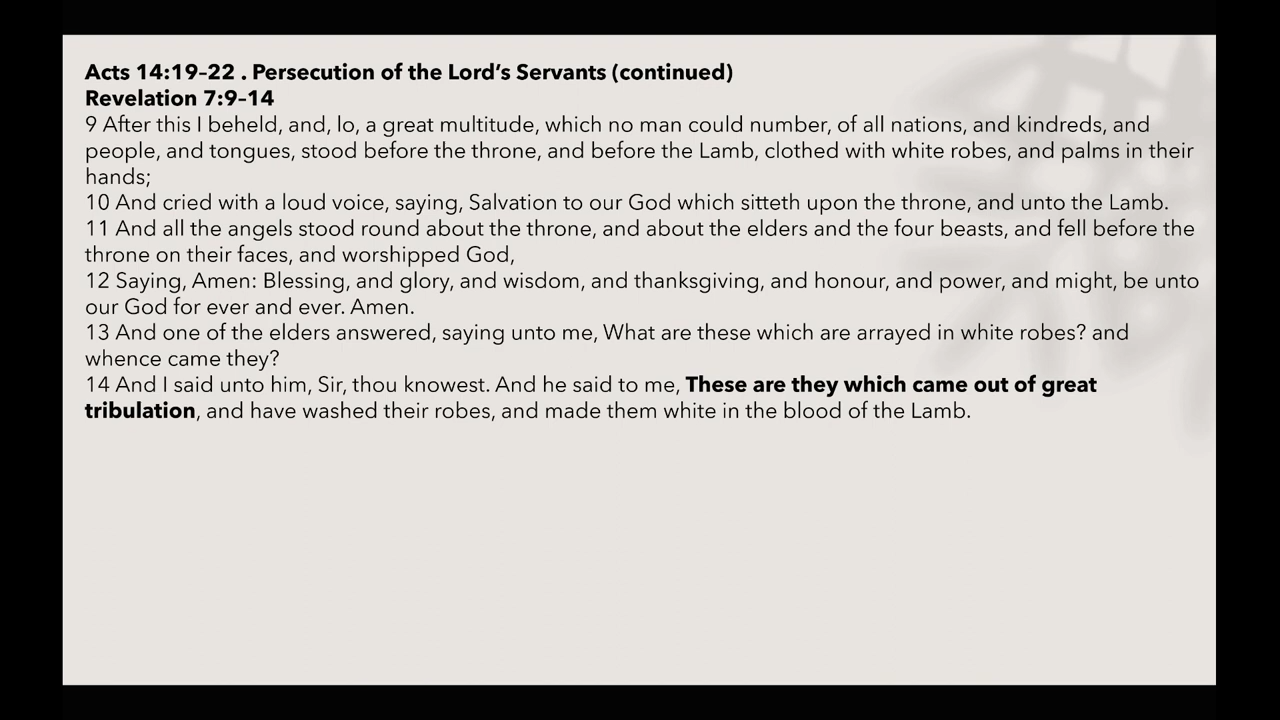 Acts 14:19–22 . Persecution of the Lord’s Servants (continued)
Revelation 7:9–14
9 After this I beheld, and, lo, a great multitude, which no man could number, of all nations, and kindreds, and
people, and tongues, stood before the throne, and before the Lamb, clothed with white robes, and palms in their
hands;
10 And cried with a loud voice, saying, Salvation to our God which sitteth upon the throne, and unto the Lamb.
11 And all the angels stood round about the throne, and about the elders and the four beasts, and fell before the
throne on their faces, and worshipped God,
12 Saying, Amen: Blessing, and glory, and wisdom, and thanksgiving, and honour, and power, and might, be unto
our God for ever and ever. Amen.
13 And one of the elders answered, saying unto me, What are these which are arrayed in white robes? and
whence came they?
14 And I said unto him, Sir, thou knowest. And he said to me, These are they which came out of great
tribulation, and have washed their robes, and made them white in the blood of the Lamb.